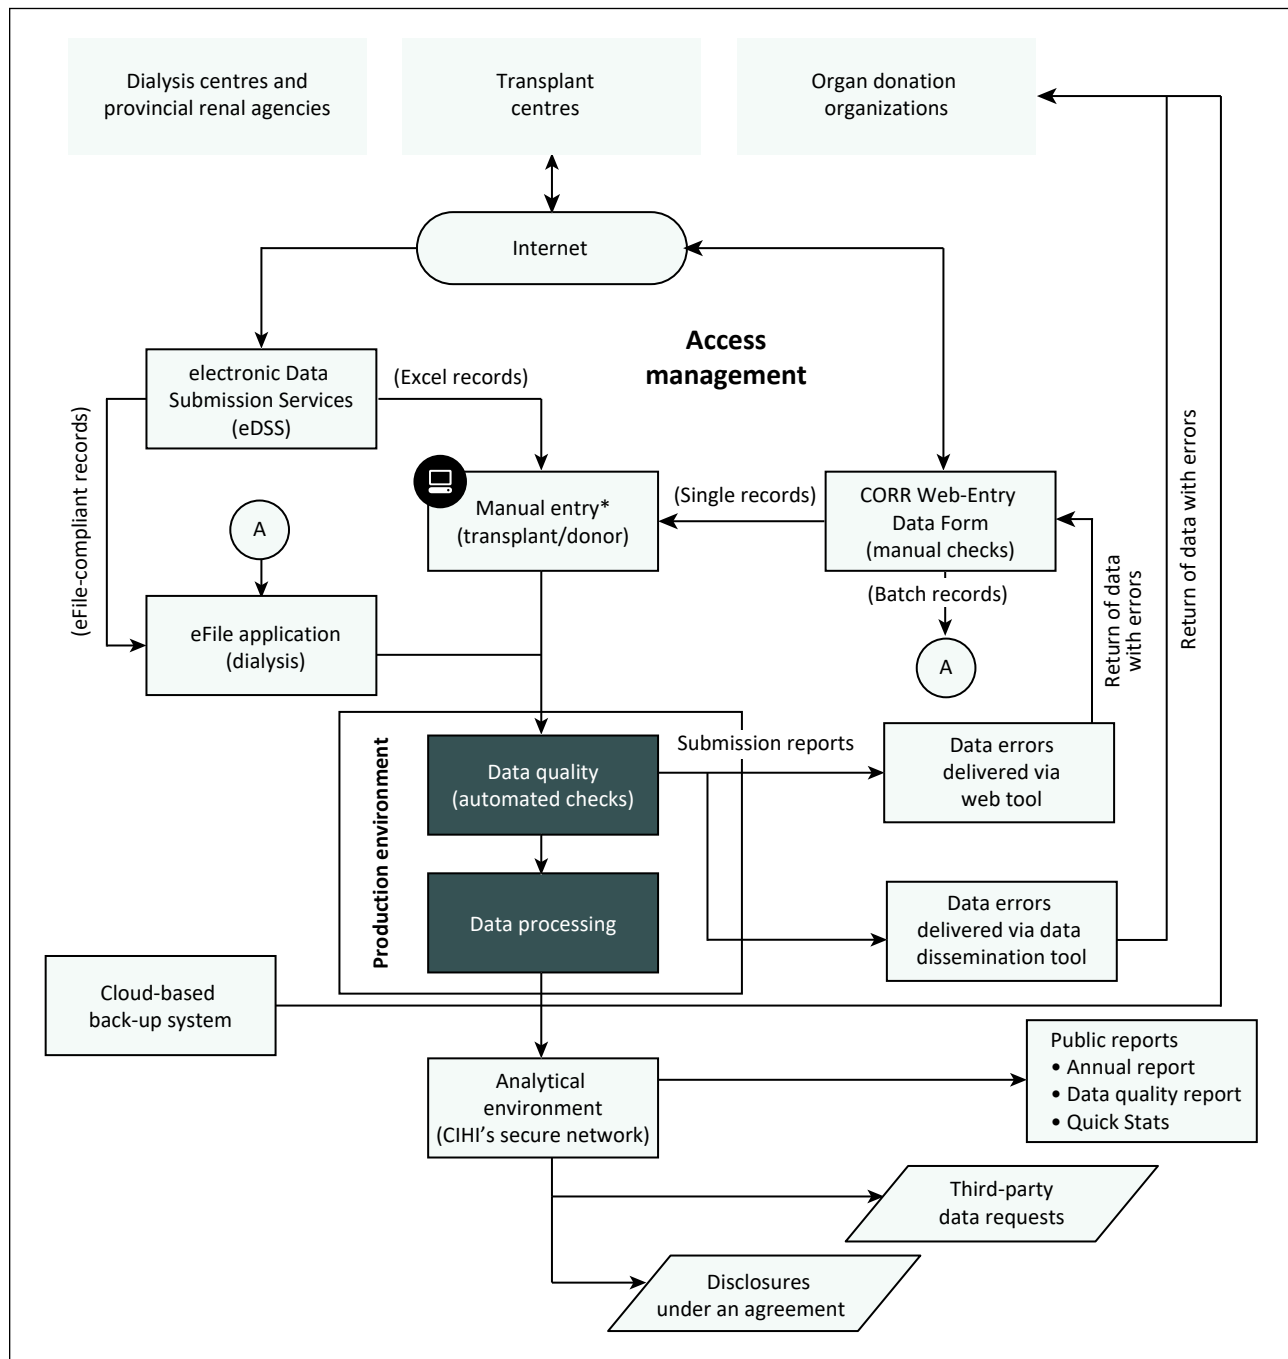 Dialysis centres and
provincial renal agencies
Transplant
centres
Organ donation
organizations
Internet
Access
management
electronic Data
Submission Services
(eDSS)
(Excel records)
(eFile-compliant records)
Manual entry*
(transplant/donor)
(Single records)
CORR Web-Entry
Data Form
(manual checks)
A
(Batch records)
A
eFile application
(dialysis)
Return of data
with errors
Return of data with errors
Production environment
Data quality
(automated checks)
Submission reports
Data errors
delivered via
web tool
Data processing
Data errors
delivered via data
dissemination tool
Cloud-based
back-up system
Analytical
environment
(CIHI’s secure network)
Public reports
• Annual report
• Data quality report
• Quick Stats
Third-party
data requests
Disclosures
under an agreement